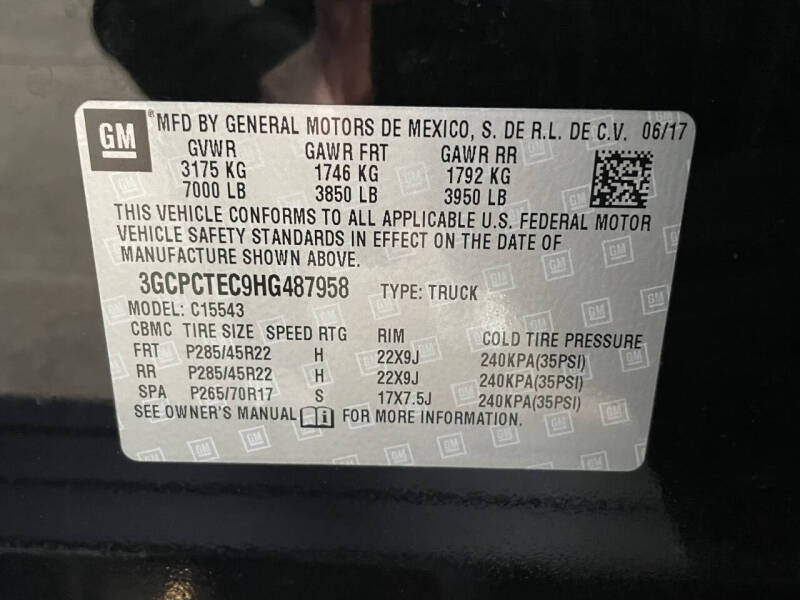 GM ® MFD BY GENERAL MOTORS DE MEXICO, S. DE R.L. DE C.V. 06/17
GVWR GAWR FRT GAWR RR
3175 KG 1746 KG 1792 KG
7000 LB 3850 LB 3950 LB
THIS VEHICLE CONFORMS TO ALL APPLICABLE U.S. FEDERAL MOTOR
VEHICLE SAFETY STANDARDS IN EFFECT ON THE DATE OF
MANUFACTURE SHOWN ABOVE.
3GCPCTEC9HG487958 TYPE: TRUCK
MODEL: C15543
CBMC TIRE SIZE SPEED RTG RIM COLD TIRE PRESSURE
FRT P285/45R22 H 22X9J 240KPA(35PSI)
RR P285/45R22 H 22X9J 240KPA(35PSI)
SPA P265/70R17 S 17X7.5J 240KPA(35PSI)
SEE OWNER'S MANUAL i FOR MORE INFORMATION.